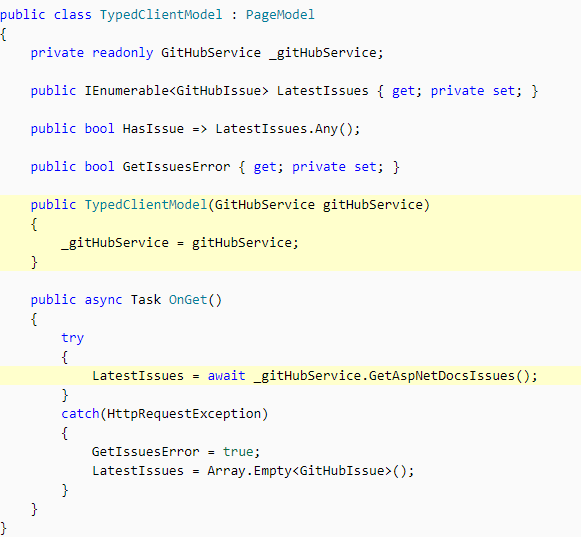 public class TypedClientModel : PageModel
{
    private readonly GitHubService _gitHubService;

    public IEnumerable<GitHubIssue> LatestIssues { get; private set; }

    public bool HasIssue => LatestIssues.Any();

    public bool GetIssuesError { get; private set; }

    public TypedClientModel(GitHubService gitHubService)
    {
        _gitHubService = gitHubService;
    }

    public async Task OnGet()
    {
        try
        {
            LatestIssues = await _gitHubService.GetAspNetDocsIssues();
        }
        catch(HttpRequestException)
        {
            GetIssuesError = true;
            LatestIssues = Array.Empty<GitHubIssue>();
        }
    }
}